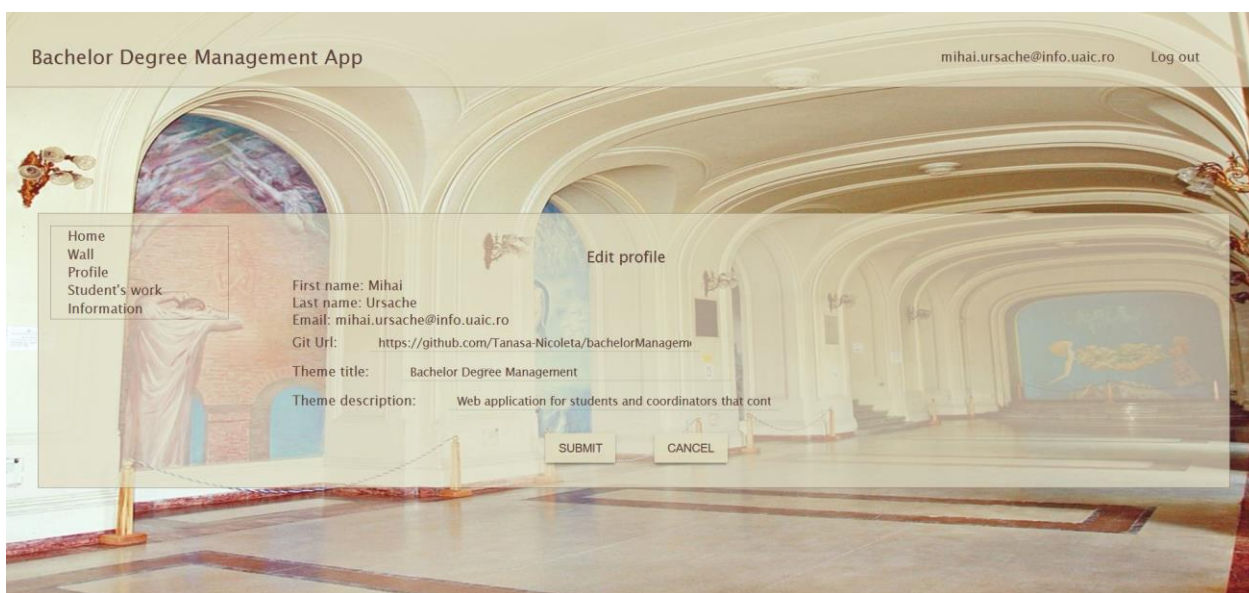 Bachelor Degree Management App
mihai.ursache@info.uaic.ro Log out
Home
Wall
Profile
Student's work
Information
Edit profile
First name: Mihai
Last name: Ursache
Email: mihai.ursache@info.uaic.ro
Git Url: https://github.com/Tanasa-Nicoleta/bachelorManagem
Theme title: Bachelor Degree Management
Theme description: Web application for students and coordinators that cont
SUBMIT CANCEL